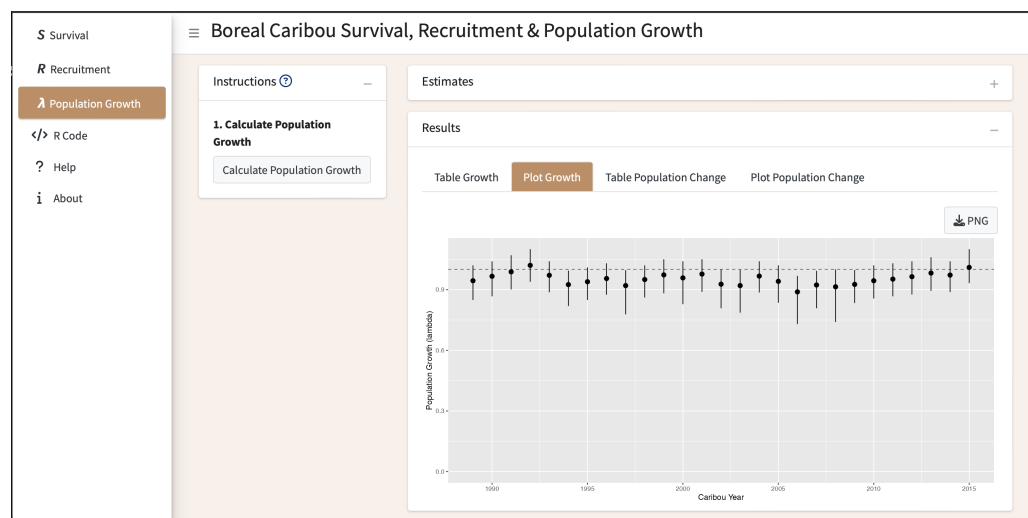 Boreal Caribou Survival, Recruitment & Population Growth
S Survival
R Recruitment
λ Population Growth
</> R Code
? Help
i About
Instructions ?
1. Calculate Population
Growth
Calculate Population Growth
Estimates
Results
Table Growth Plot Growth Table Population Change Plot Population Change
PNG
Population Growth (lambda)
0.9
0.6
0.3
0.0
1990 1995 2000 2005 2010 2015
Caribou Year